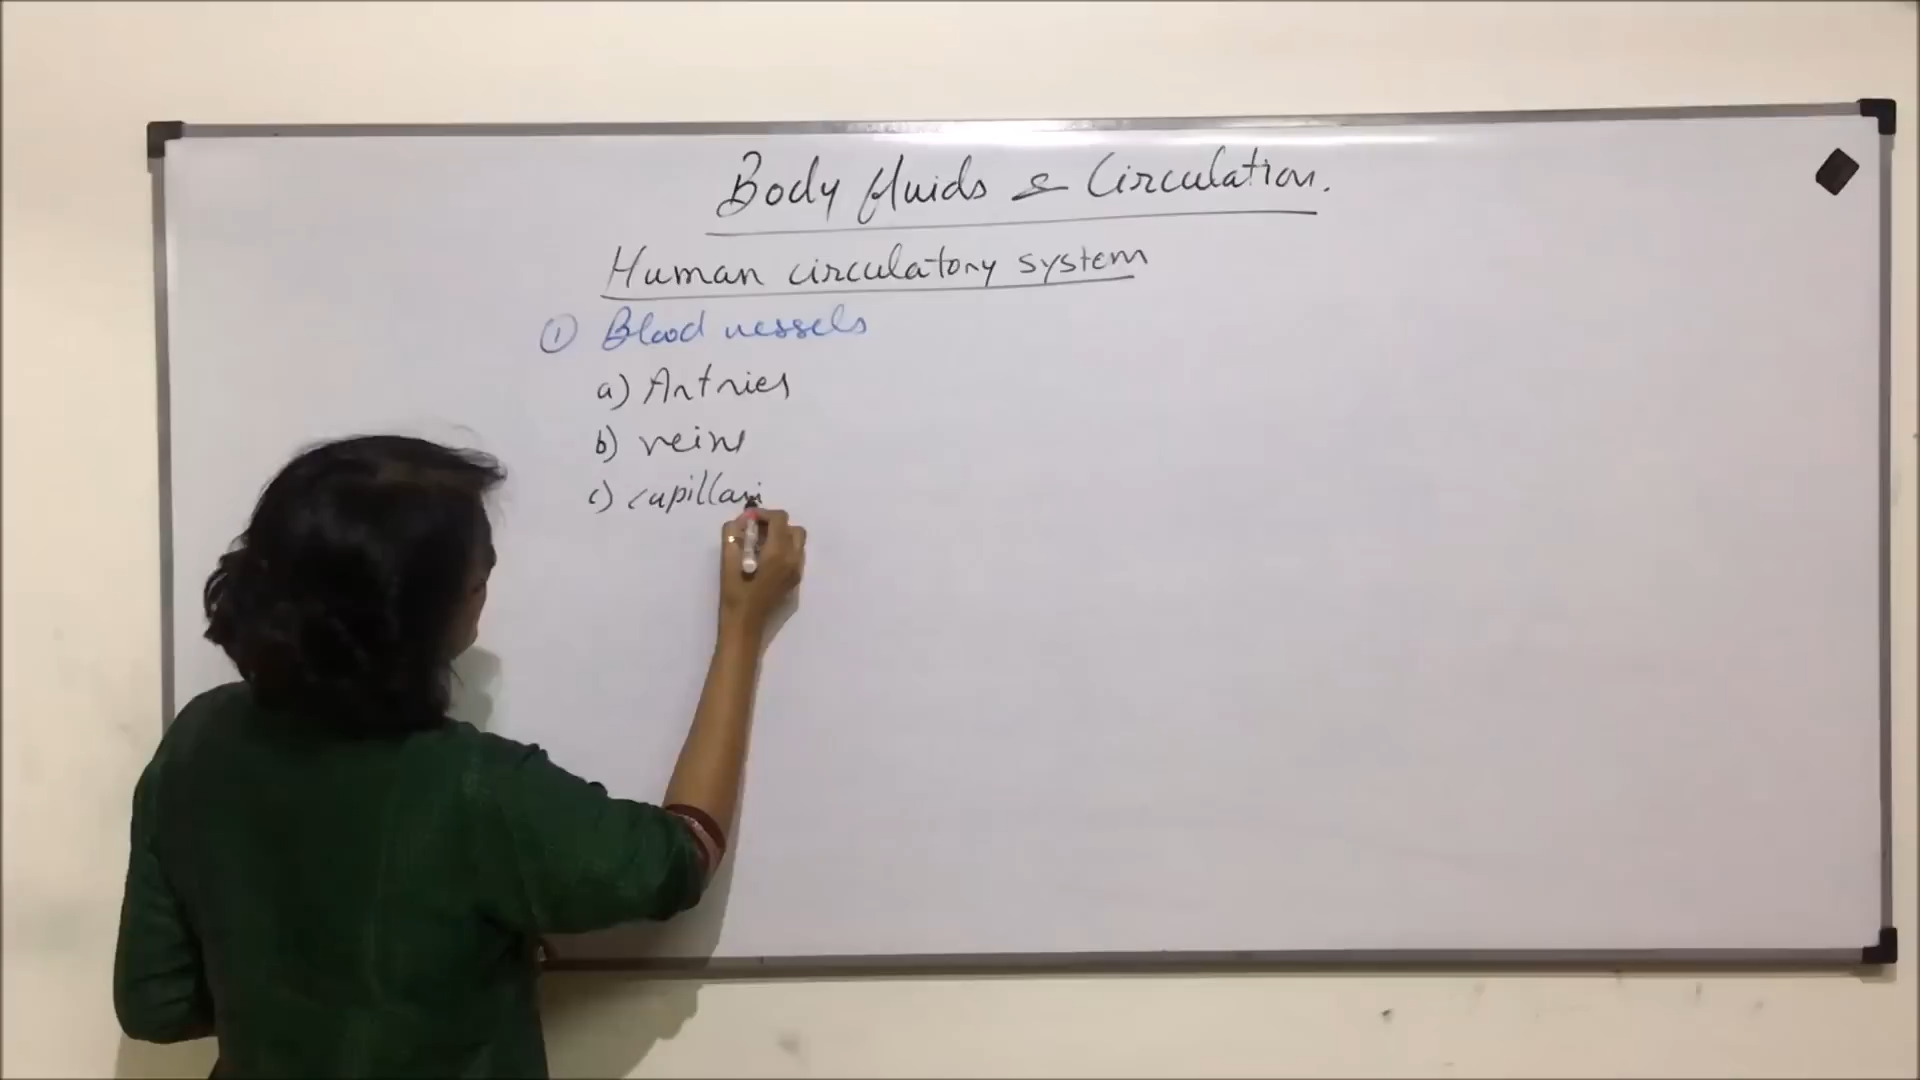 Body fluids & Circulation.
Human circulatory system
① Blood vessels
a) Artries
b) veins
c) capillari